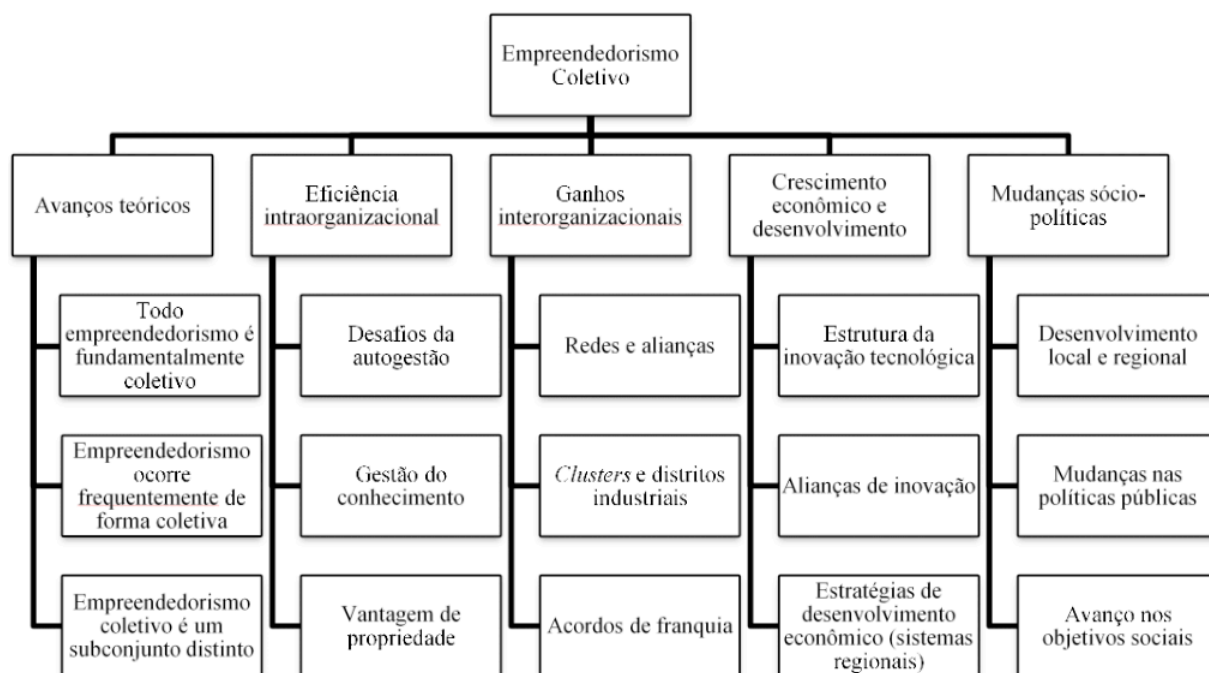 Empreendedorismo
Coletivo
Avanços teóricos
Eficiência
intraorganizacional
Ganhos
interorganizacionais
Crescimento
econômico e
desenvolvimento
Mudanças sócio-
políticas
Todo
empreendedorismo é
fundamentalmente
coletivo
Desafios da
autogestão
Redes e alianças
Estrutura da
inovação tecnológica
Desenvolvimento
local e regional
Empreendedorismo
ocorre
frequentemente de
forma coletiva
Gestão do
conhecimento
Clusters e distritos
industriais
Alianças de inovação
Mudanças nas
políticas públicas
Empreendedorismo
coletivo é um
subconjunto distinto
Vantagem de
propriedade
Acordos de franquia
Estratégias de
desenvolvimento
econômico (sistemas
regionais)
Avanço nos
objetivos sociais